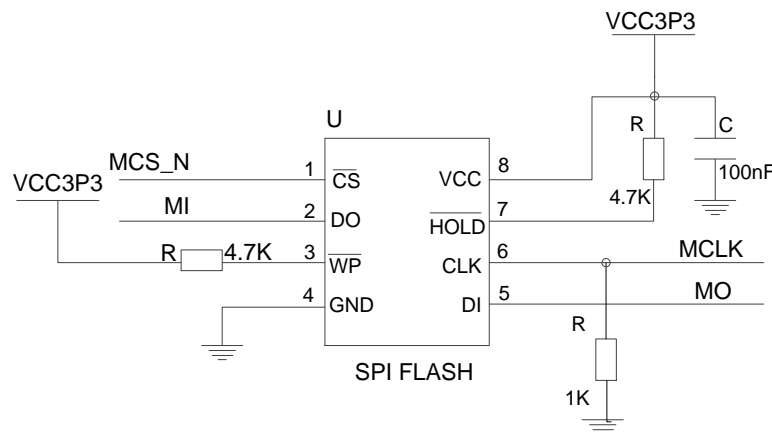 VCC3P3
U
R
C
MCS_N
1
CS
VCC
8
100nF
VCC3P3
MI
2
DO
HOLD
7
4.7K
R
4.7K
3
WP
CLK
6
MCLK
4
GND
DI
5
MO
R
SPI FLASH
1K